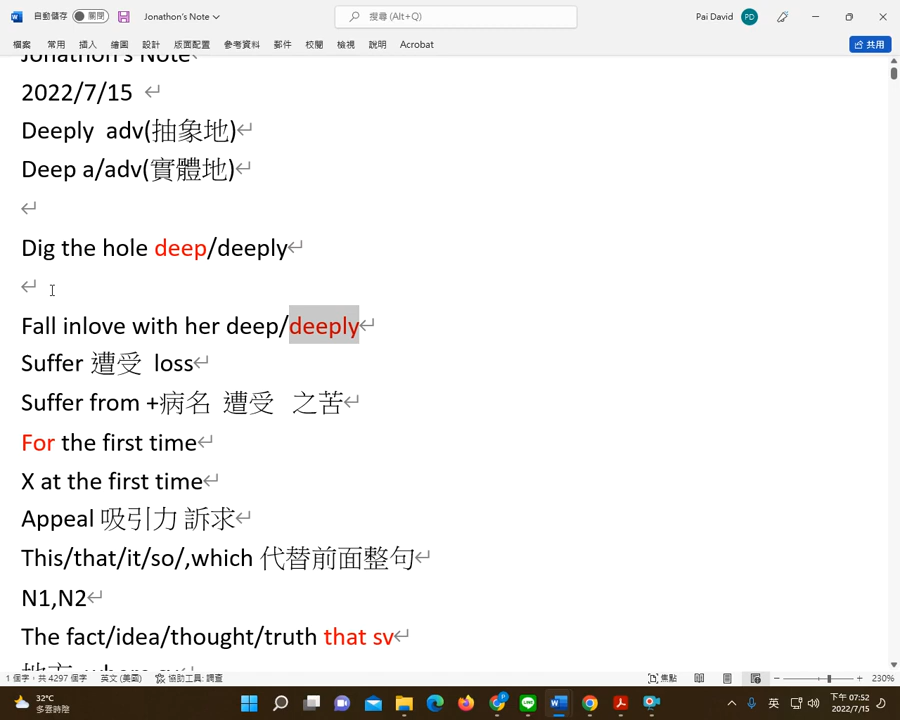 自動儲存 關閉 Jonathon's Note 搜尋 (Alt+Q) Pai David PD
檔案 常用 插入 繪圖 設計 版面配置 參考資料 郵件 校閱 檢視 說明 Acrobat 共用
Jonathon's Note
2022/7/15
Deeply adv(抽象地)
Deep a/adv(實體地)
Dig the hole deep/deeply
Fall inlove with her deep/deeply
Suffer 遭受 loss
Suffer from +病名 遭受 之苦
For the first time
X at the first time
Appeal 吸引力 訴求
This/that/it/so/,which 代替前面整句
N1,N2
The fact/idea/thought/truth that sv
1 個字，共 4297 個字 英文 (美國) 協助工具: 調查 焦點 230%
32°C
多雲時陰
英
下午 07:52
2022/7/15